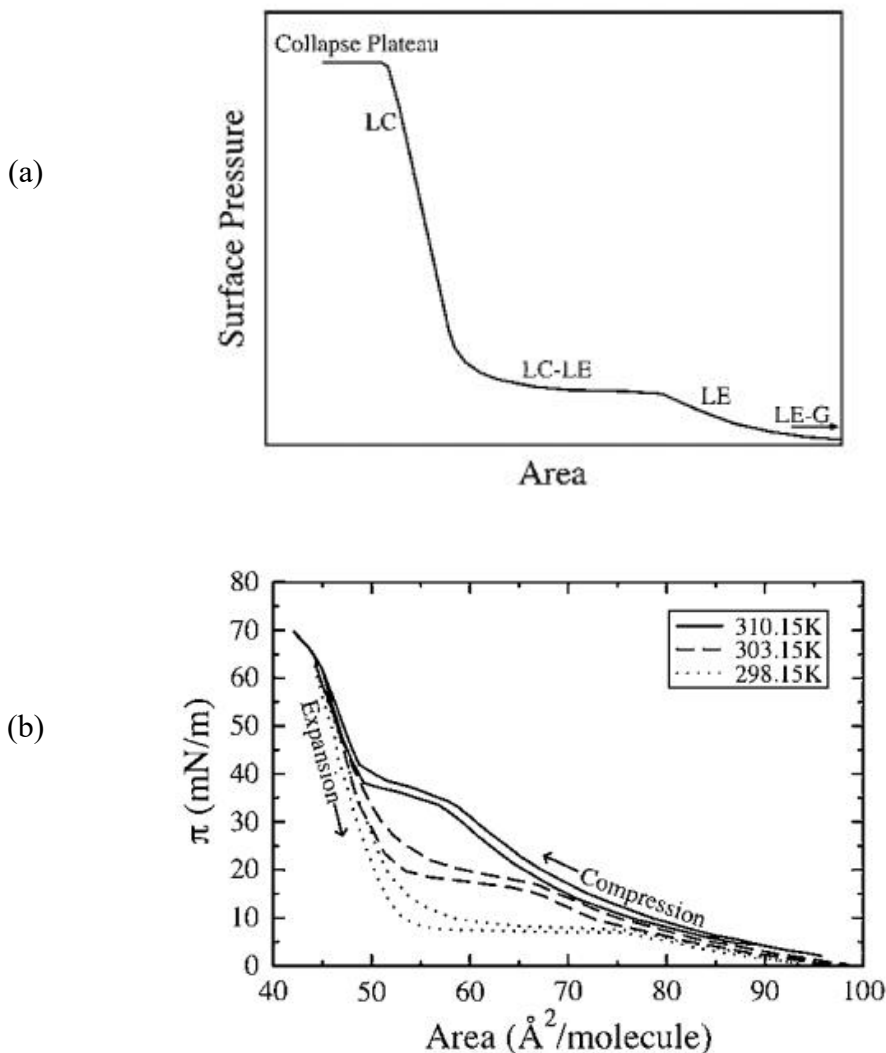 (a)
Collapse Plateau
LC
LC-LE
LE
LE-G
Surface Pressure
Area
(b)
80
70
60
50
40
30
20
10
0
π (mN/m)
310.15K
303.15K
298.15K
Expansion
Compression
40 50 60 70 80 90 100
Area (Å²/molecule)